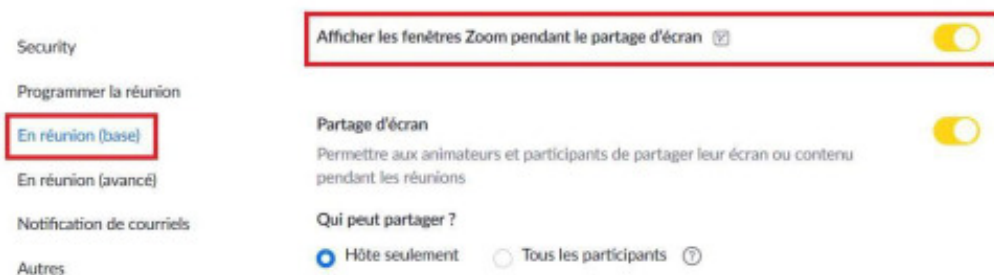 Security
Programmer la réunion
En réunion (base)
En réunion (avancé)
Notification de courriels
Autres
Afficher les fenêtres Zoom pendant le partage d'écran
Partage d'écran
Permettre aux animateurs et participants de partager leur écran ou contenu
pendant les réunions
Qui peut partager ?
Hôte seulement Tous les participants ?